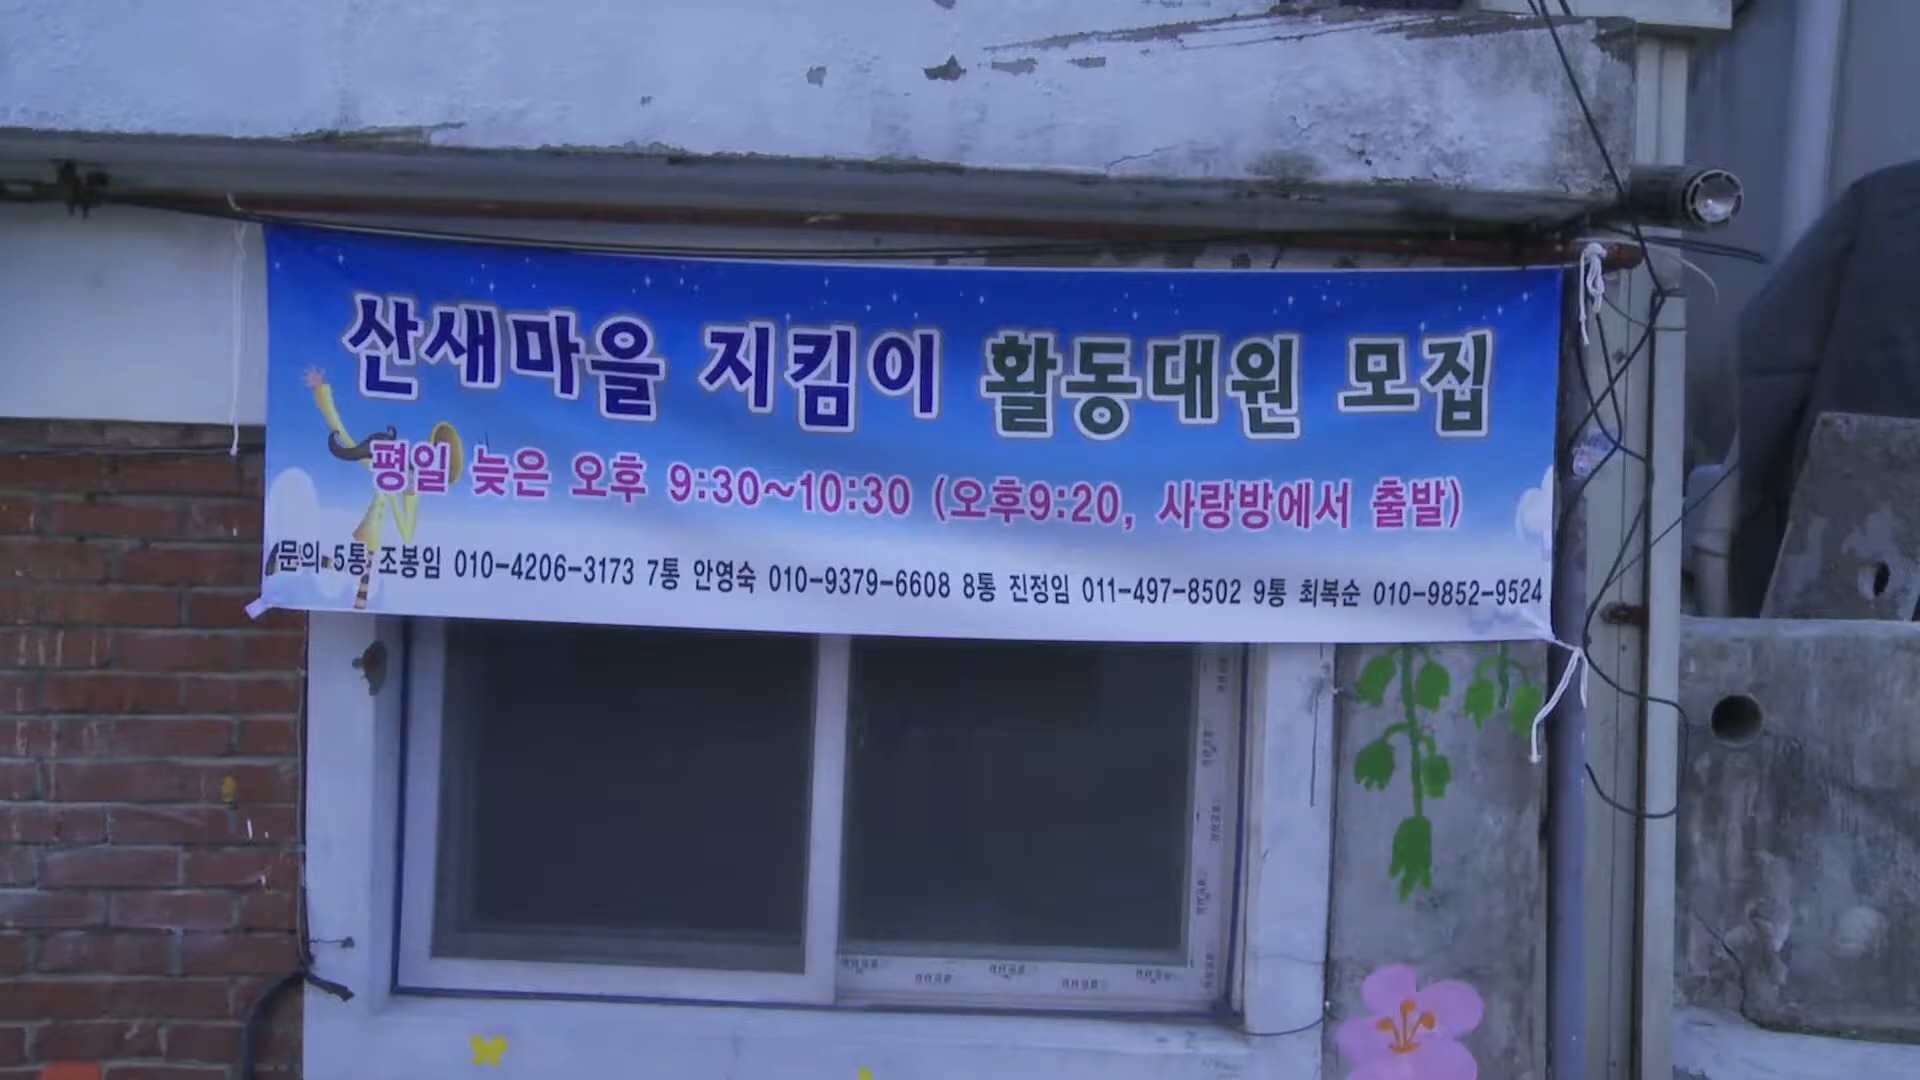 산새마을 지킴이 활동대원 모집
평일 늦은 오후 9:30~10:30 (오후9:20, 사랑방에서 출발)
문의 5통 조봉임 010-4206-3173 7통 안영숙 010-9379-6608 8통 진정임 011-497-8502 9통 최복순 010-9852-9524